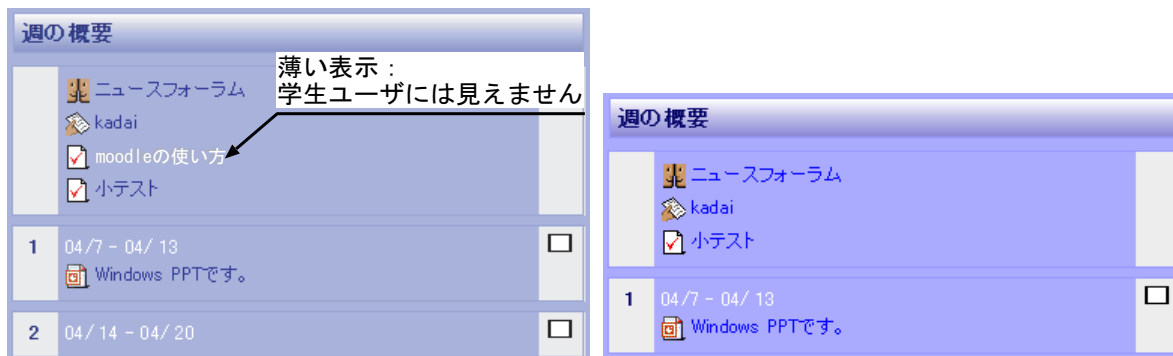 週の概要
薄い表示：
学生ユーザには見えません
ニュースフォーラム
kadai
moodleの使い方
小テスト
1 04/7 - 04/ 13
Windows PPTです。
2 04/ 14 - 04/ 20
週の概要
ニュースフォーラム
kadai
小テスト
1 04/7 - 04/ 13
Windows PPTです。